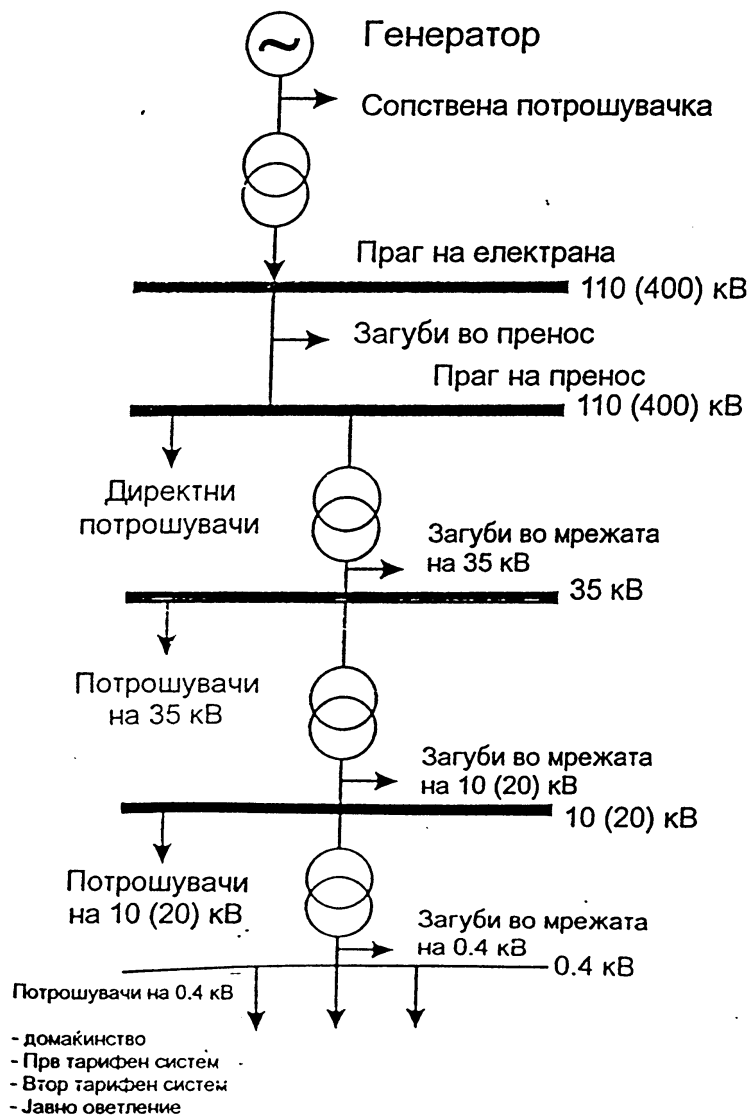 Генератор
Сопствена потрошувачка
Праг на електрана
110 (400) кВ
Загуби во пренос
Праг на пренос
110 (400) кВ
Директни
потрошувачи
Загуби во мрежата
на 35 кВ
35 кВ
Потрошувачи
на 35 кВ
Загуби во мрежата
на 10 (20) кВ
10 (20) кВ
Потрошувачи
на 10 (20) кВ
Загуби во мрежата
на 0.4 кВ
0.4 кВ
Потрошувачи на 0.4 кВ
- домаќинство
- Прв тарифен систем
- Втор тарифен систем
- Јавно оветление